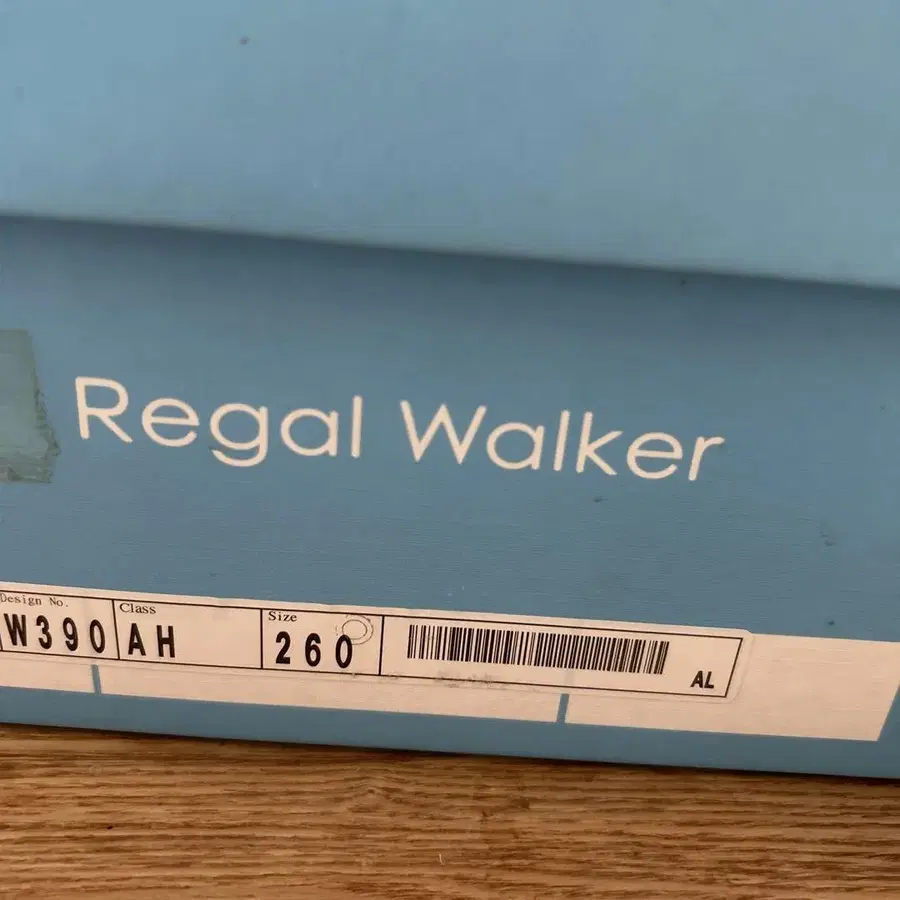 Regal Walker
Design No. Class Size
W390 AH 260 AL